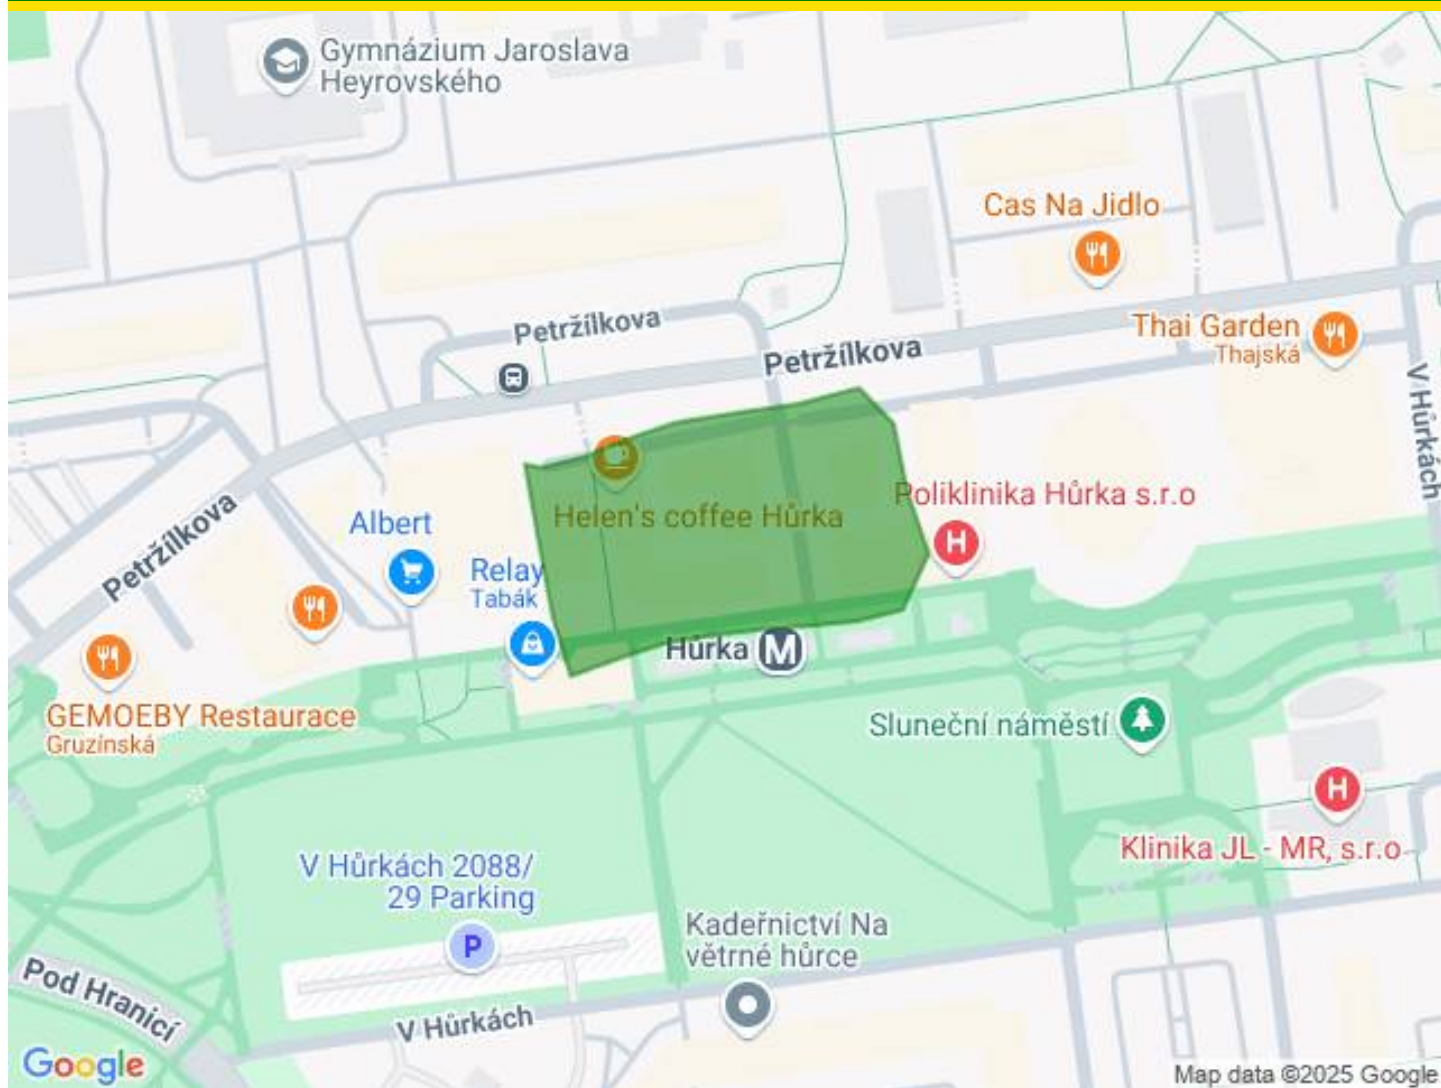 Gymnázium Jaroslava
Heyrovského
Cas Na Jidlo
Petržílkova
Thai Garden
Thajská
Petržílkova
V Hůrkách
Petržílkova
Albert
Helen's coffee Hůrka
Poliklinika Hůrka s.r.o
H
Relay
Tabák
Hůrka M
GEMOEBY Restaurace
Gruzínská
Sluneční náměstí
H
Klinika JL - MR, s.r.o
V Hůrkách 2088/
29 Parking
P
Kadeřnictví Na
větrné hůrce
Pod Hranicí
V Hůrkách
Google
Map data ©2025 Google